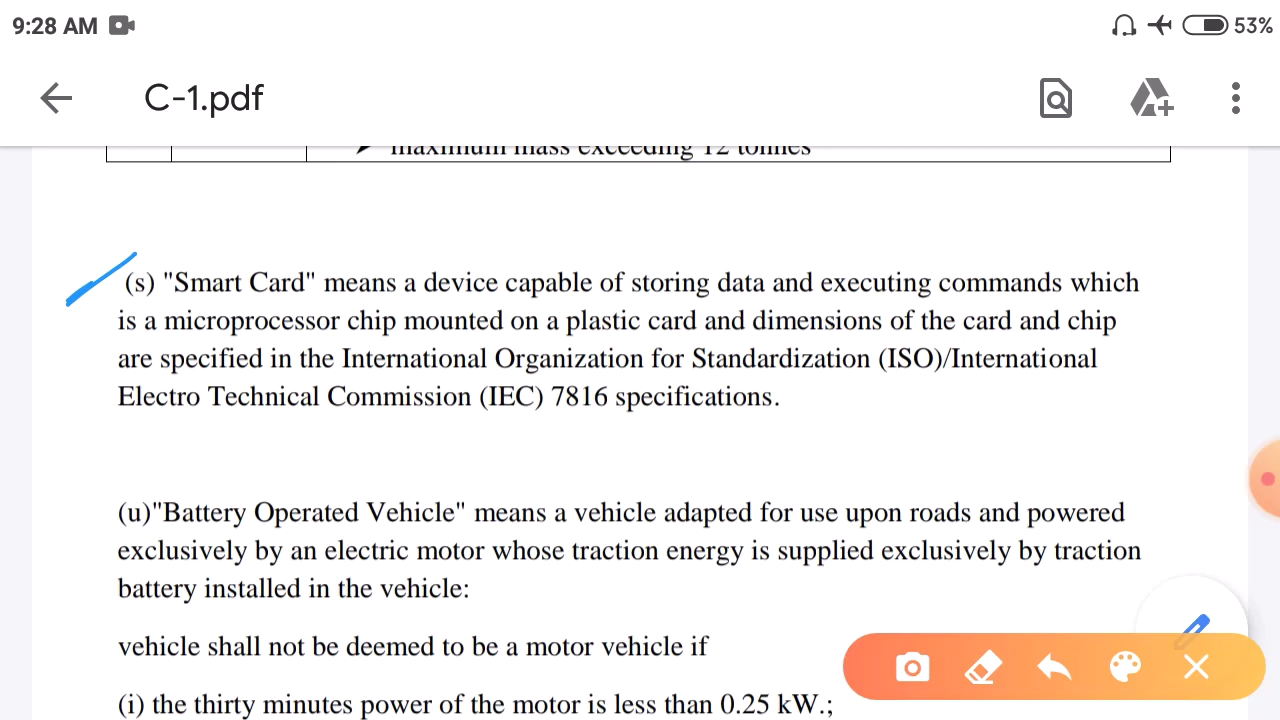 9:28 AM
53%
C-1.pdf
maximum mass exceeding 12 tonnes
(s) "Smart Card" means a device capable of storing data and executing commands which
is a microprocessor chip mounted on a plastic card and dimensions of the card and chip
are specified in the International Organization for Standardization (ISO)/International
Electro Technical Commission (IEC) 7816 specifications.
(u)"Battery Operated Vehicle" means a vehicle adapted for use upon roads and powered
exclusively by an electric motor whose traction energy is supplied exclusively by traction
battery installed in the vehicle:
vehicle shall not be deemed to be a motor vehicle if
(i) the thirty minutes power of the motor is less than 0.25 kW.;